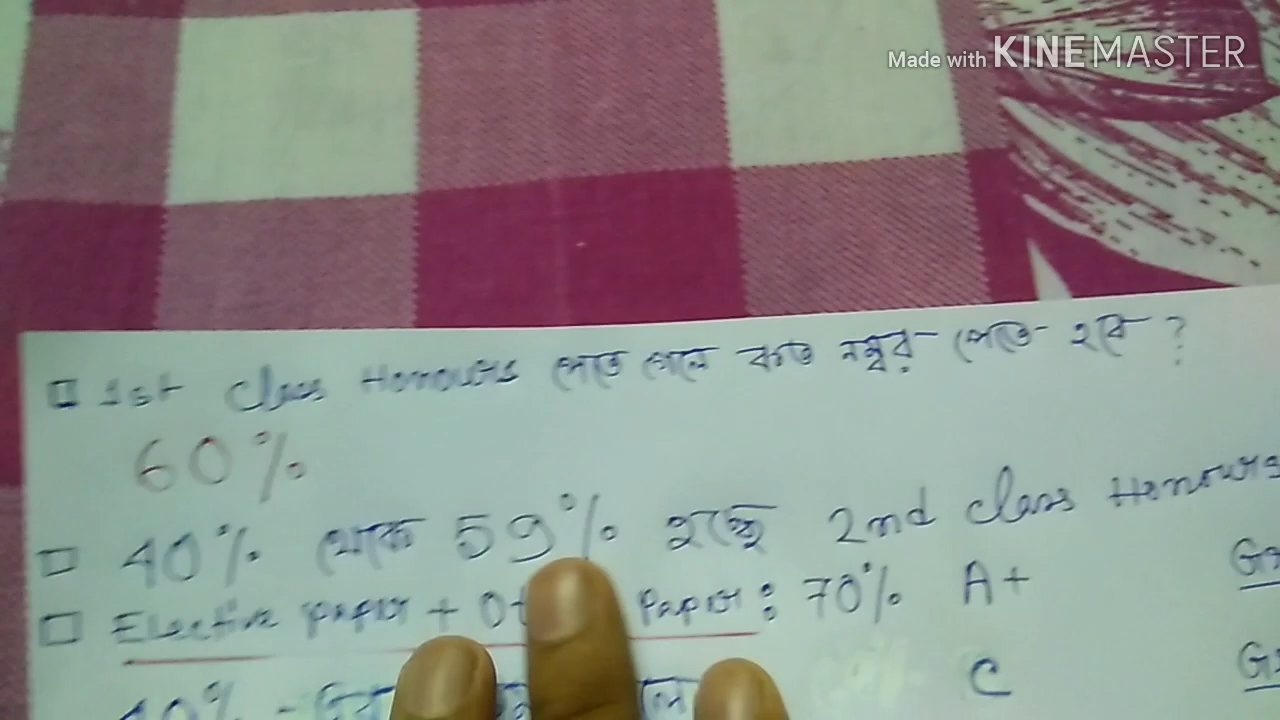 Made with KINEMASTER
1st Class Honours পেতে গেলে কত নম্বর পেতে হবে ?
60%
40% থেকে 59% হচ্ছে 2nd class Honours
Elective paper + Paper : 70% A+
40% - C